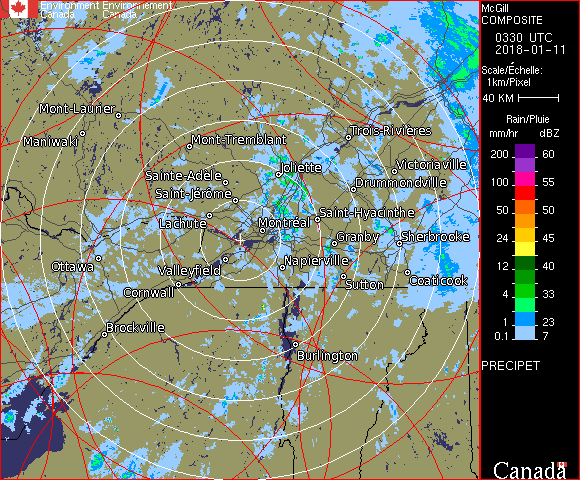 Environment Environnement
Canada Canada
McGill
COMPOSITE
0330 UTC
2018-01-11
Scale/Échelle:
1km/Pixel
40 KM
Rain/Pluie
mm/hr dBZ
200 60
100 55
50 50
24 45
12 40
4 33
1 23
0.1 7
PRECIPET
Canada
Mont-Laurier
Maniwaki
Mont-Tremblant
Trois-Rivières
Sainte-Adèle
Joliette
Victoriaville
Saint-Jérôme
Drummondville
Lachute
Saint-Hyacinthe
Montréal
Granby
Sherbrooke
Ottawa
Valleyfield
Napierville
Cornwall
Sutton
Coaticook
Brockville
Burlington